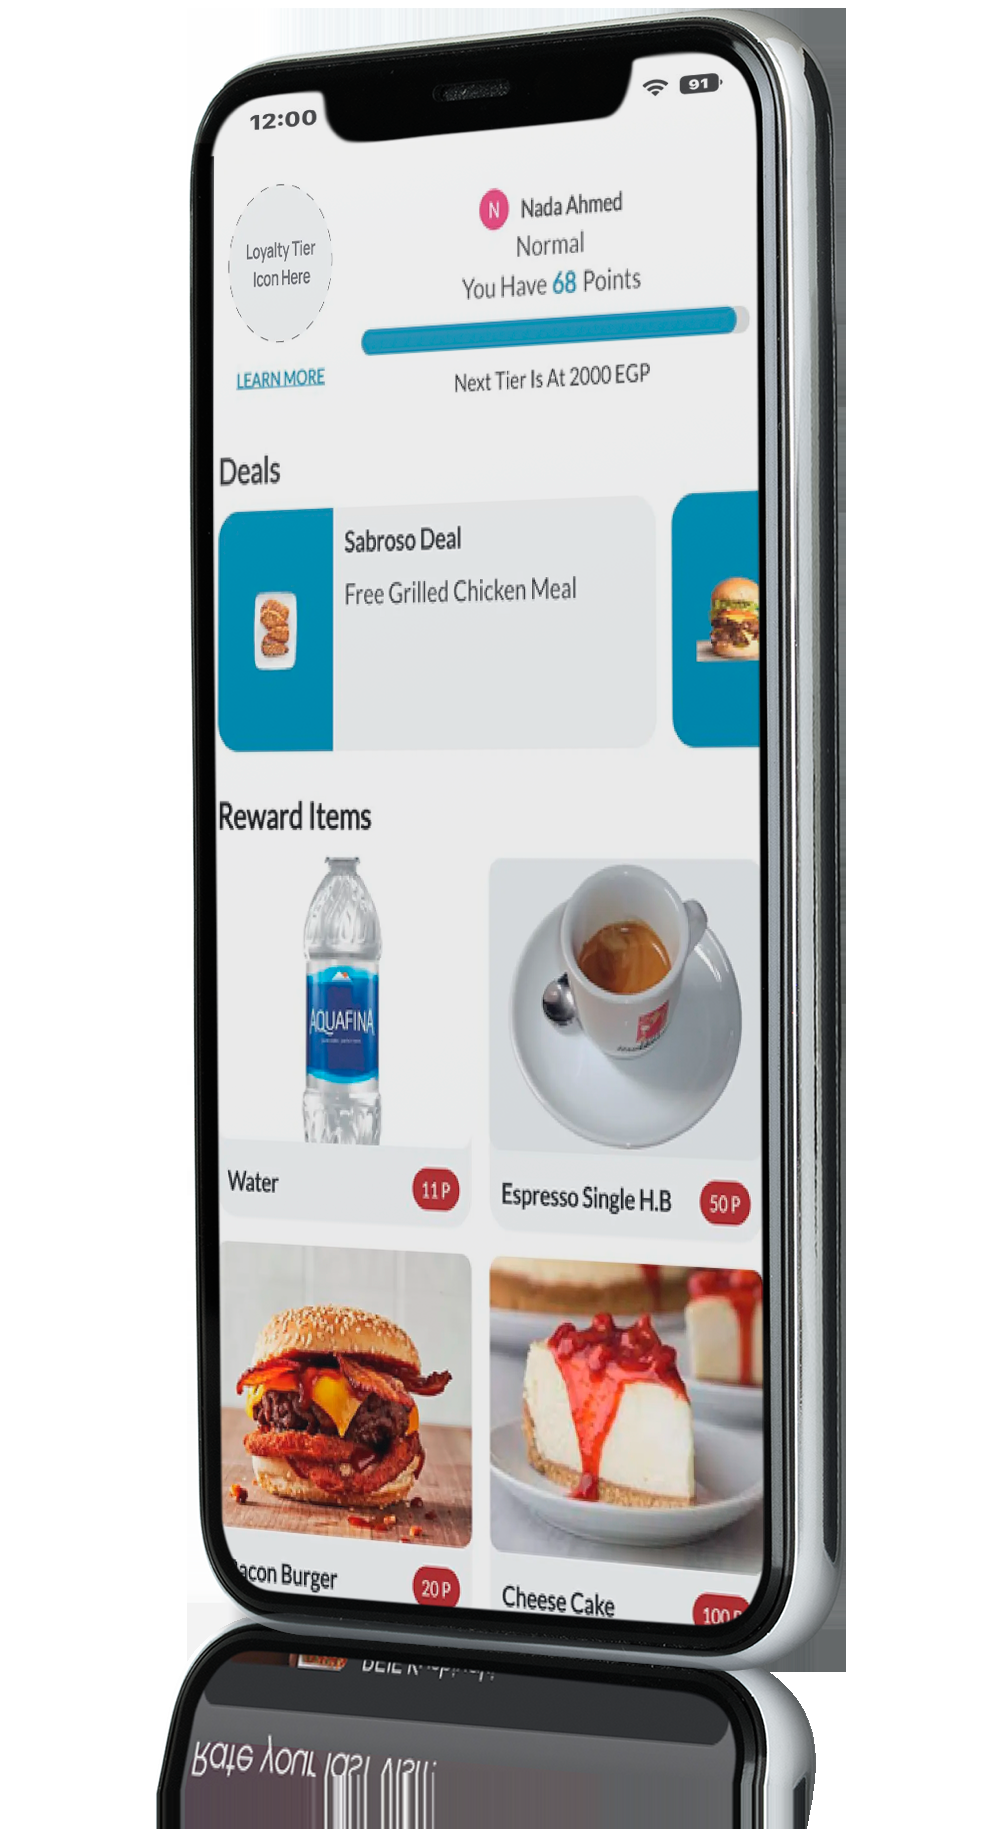 12:00
91
Loyalty Tier
Icon Here
LEARN MORE
N Nada Ahmed
Normal
You Have 68 Points
Next Tier Is At 2000 EGP
Deals
Sabroso Deal
Free Grilled Chicken Meal
Reward Items
AQUAFINA
Water
11 P
Espresso Single H.B
50 P
acon Burger
20 P
Cheese Cake
100 P
Rate your last visit: